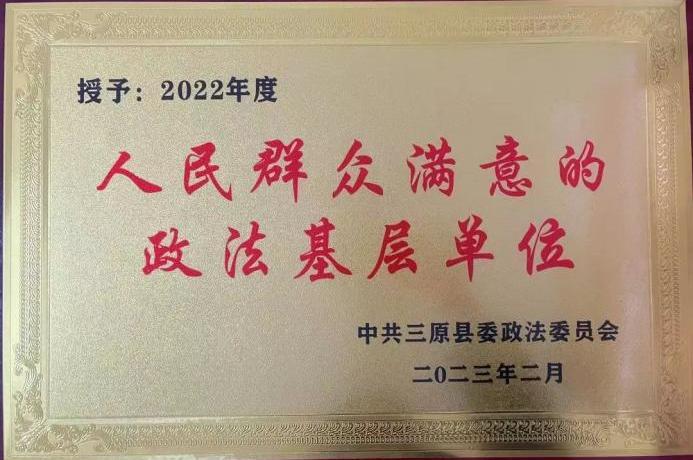 授予：2022年度
人民群众满意的
政法基层单位
中共三原县委政法委员会
二〇二三年二月